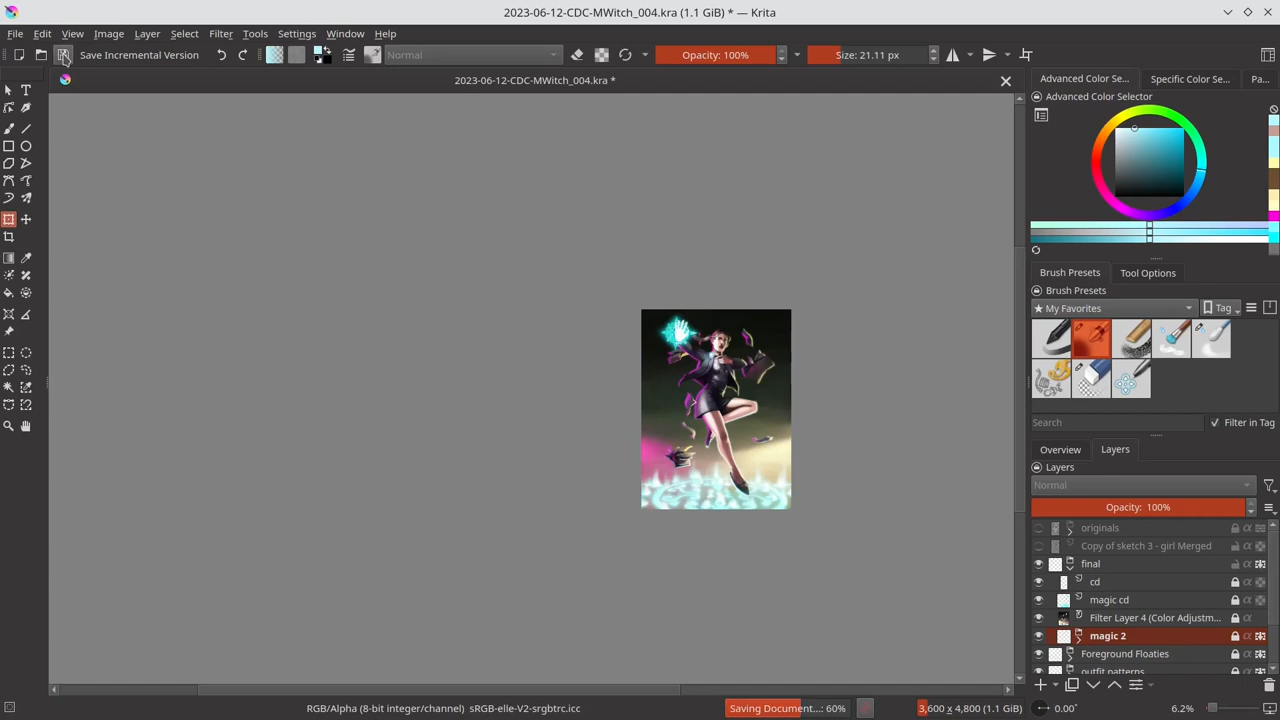 2023-06-12-CDC-MWitch_004.kra (1.1 GiB) * — Krita
File Edit View Image Layer Select Filter Tools Settings Window Help
Save Incremental Version Normal Opacity: 100% Size: 21.11 px
2023-06-12-CDC-MWitch_004.kra *
Advanced Color Se... Specific Color Se... Pa...
Advanced Color Selector
Brush Presets Tool Options
Brush Presets
★ My Favorites Tag
Search Filter in Tag
Overview Layers
Layers
Normal
Opacity: 100%
originals
Copy of sketch 3 - girl Merged
final
cd
magic cd
Filter Layer 4 (Color Adjustm...
magic 2
Foreground Floaties
outfit patterns
RGB/Alpha (8-bit integer/channel) sRGB-elle-V2-srgbtrc.icc Saving Document...: 60% 3,600 x 4,800 (1.1 GiB) 0.00° 6.2%